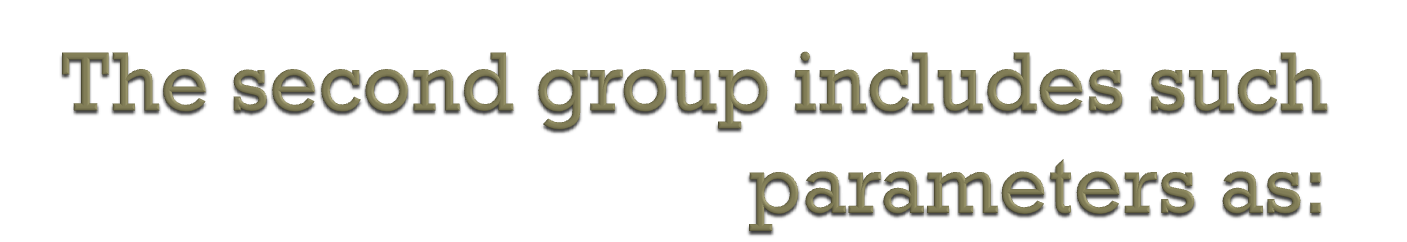 The second group includes such
parameters as: